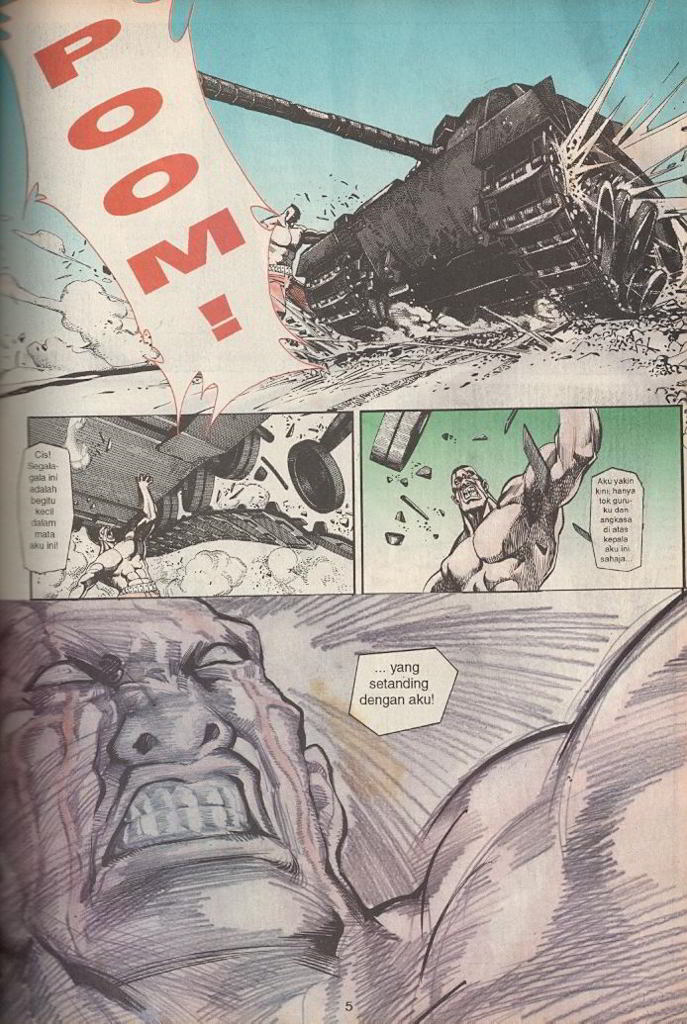 POOM!
Cis!
Segala-
gala ini
adalah
begitu
kecil
dalam
mata
aku ini!
Aku yakin
kini; hanya
tok guru-
ku dan
angkasa
di atas
kepala
aku ini
sahaja...
... yang
setanding
dengan aku!
5